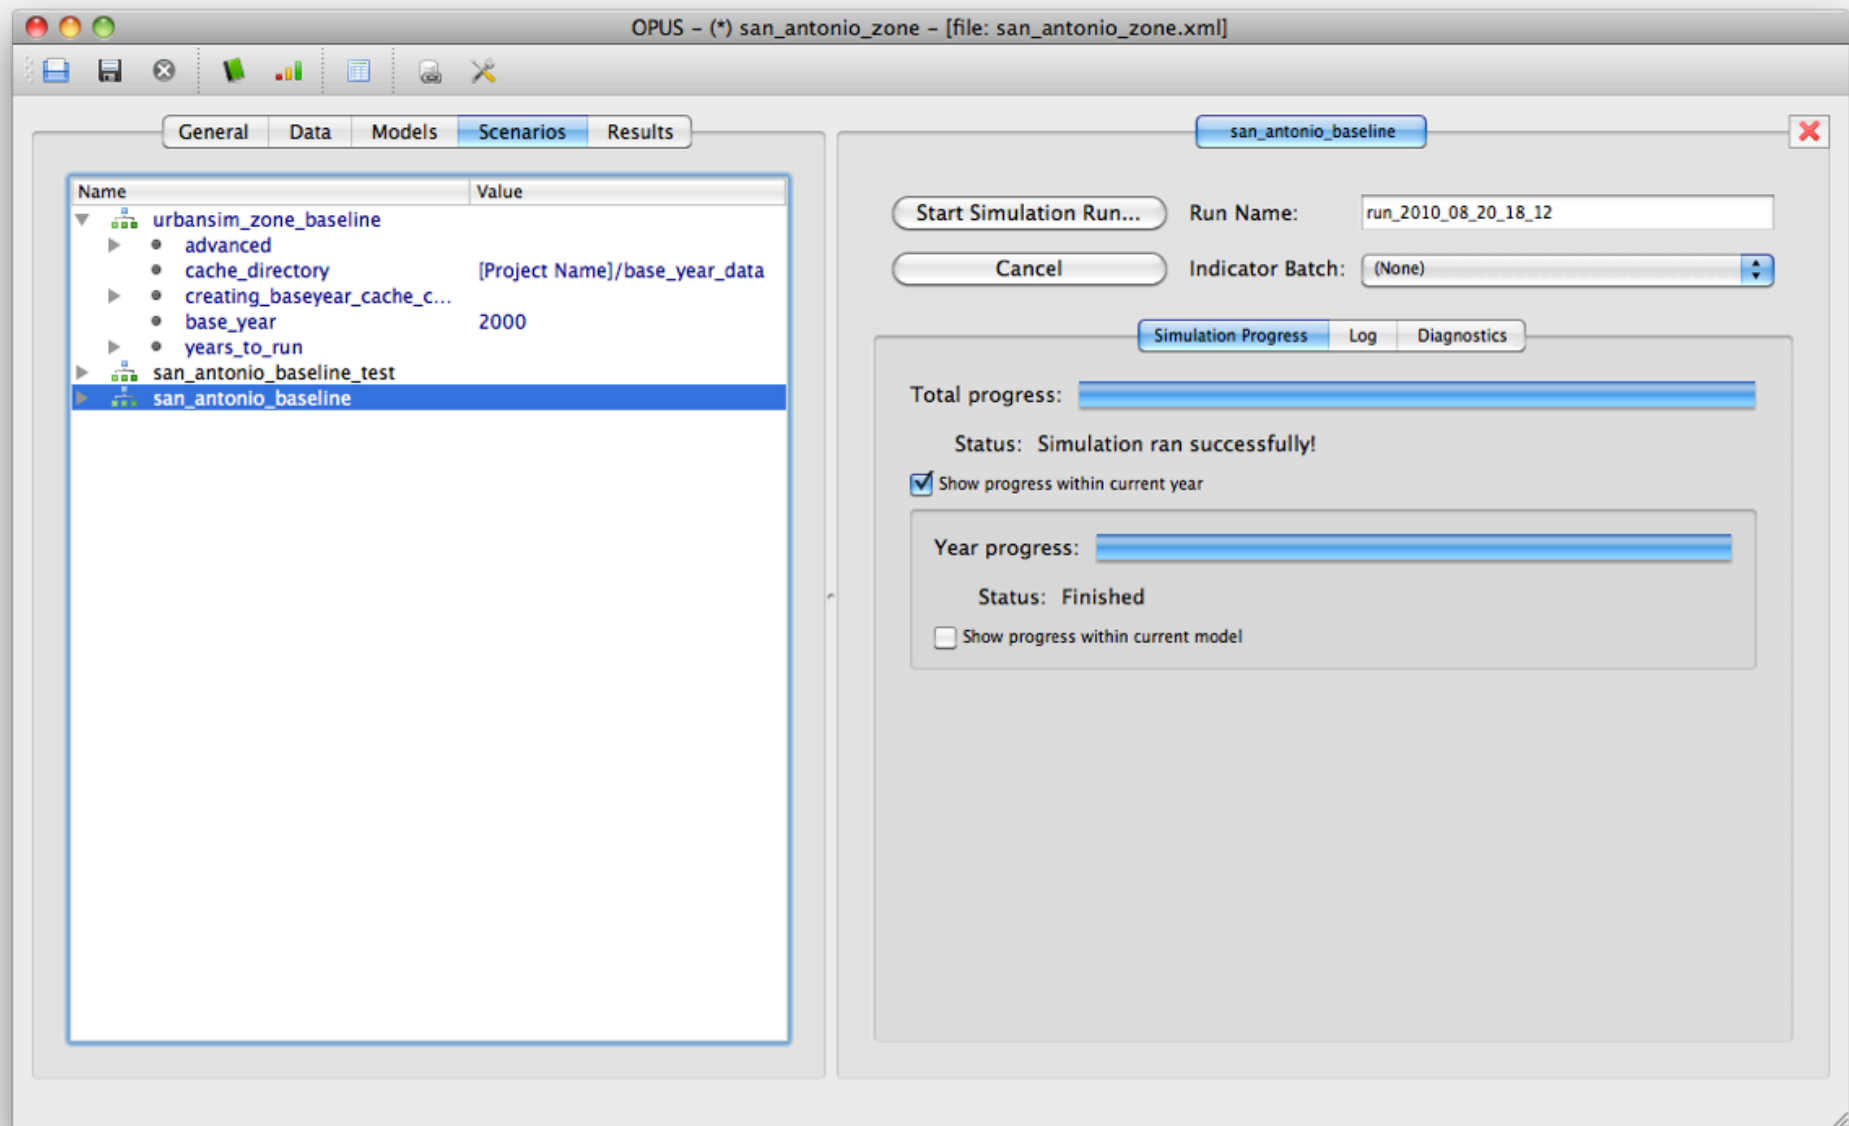 OPUS – (*) san_antonio_zone – [file: san_antonio_zone.xml]
General Data Models Scenarios Results
Name Value
urbansim_zone_baseline
advanced
cache_directory [Project Name]/base_year_data
creating_baseyear_cache_c...
base_year 2000
years_to_run
san_antonio_baseline_test
san_antonio_baseline
san_antonio_baseline
Start Simulation Run... Run Name: run_2010_08_20_18_12
Cancel Indicator Batch: (None)
Simulation Progress Log Diagnostics
Total progress:
Status: Simulation ran successfully!
Show progress within current year
Year progress:
Status: Finished
Show progress within current model